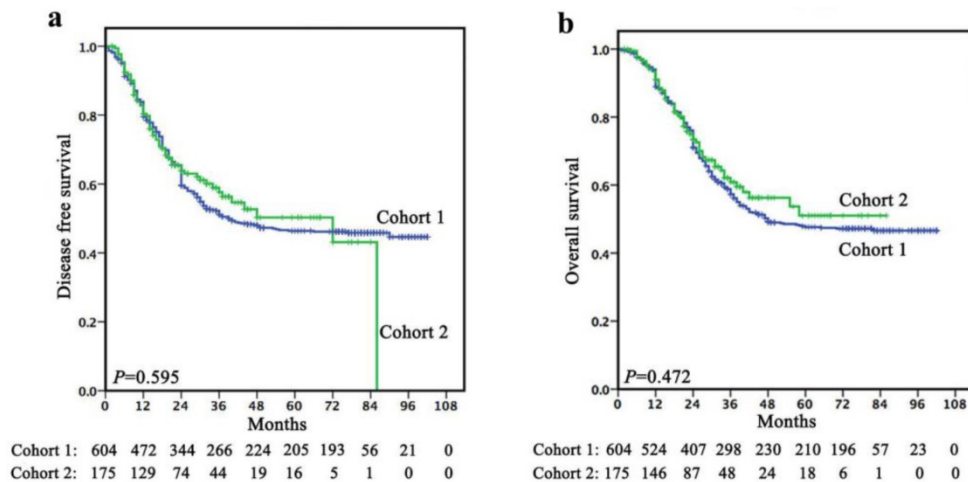 a
Disease free survival
1.0
0.8
0.6
0.4
0.2
0.0
Cohort 1
Cohort 2
P=0.595
0 12 24 36 48 60 72 84 96 108
Months
Cohort 1: 604 472 344 266 224 205 193 56 21 0
Cohort 2: 175 129 74 44 19 16 5 1 0 0
b
Overall survival
1.0
0.8
0.6
0.4
0.2
0.0
Cohort 2
Cohort 1
P=0.472
0 12 24 36 48 60 72 84 96 108
Months
Cohort 1: 604 524 407 298 230 210 196 57 23 0
Cohort 2: 175 146 87 48 24 18 6 1 0 0